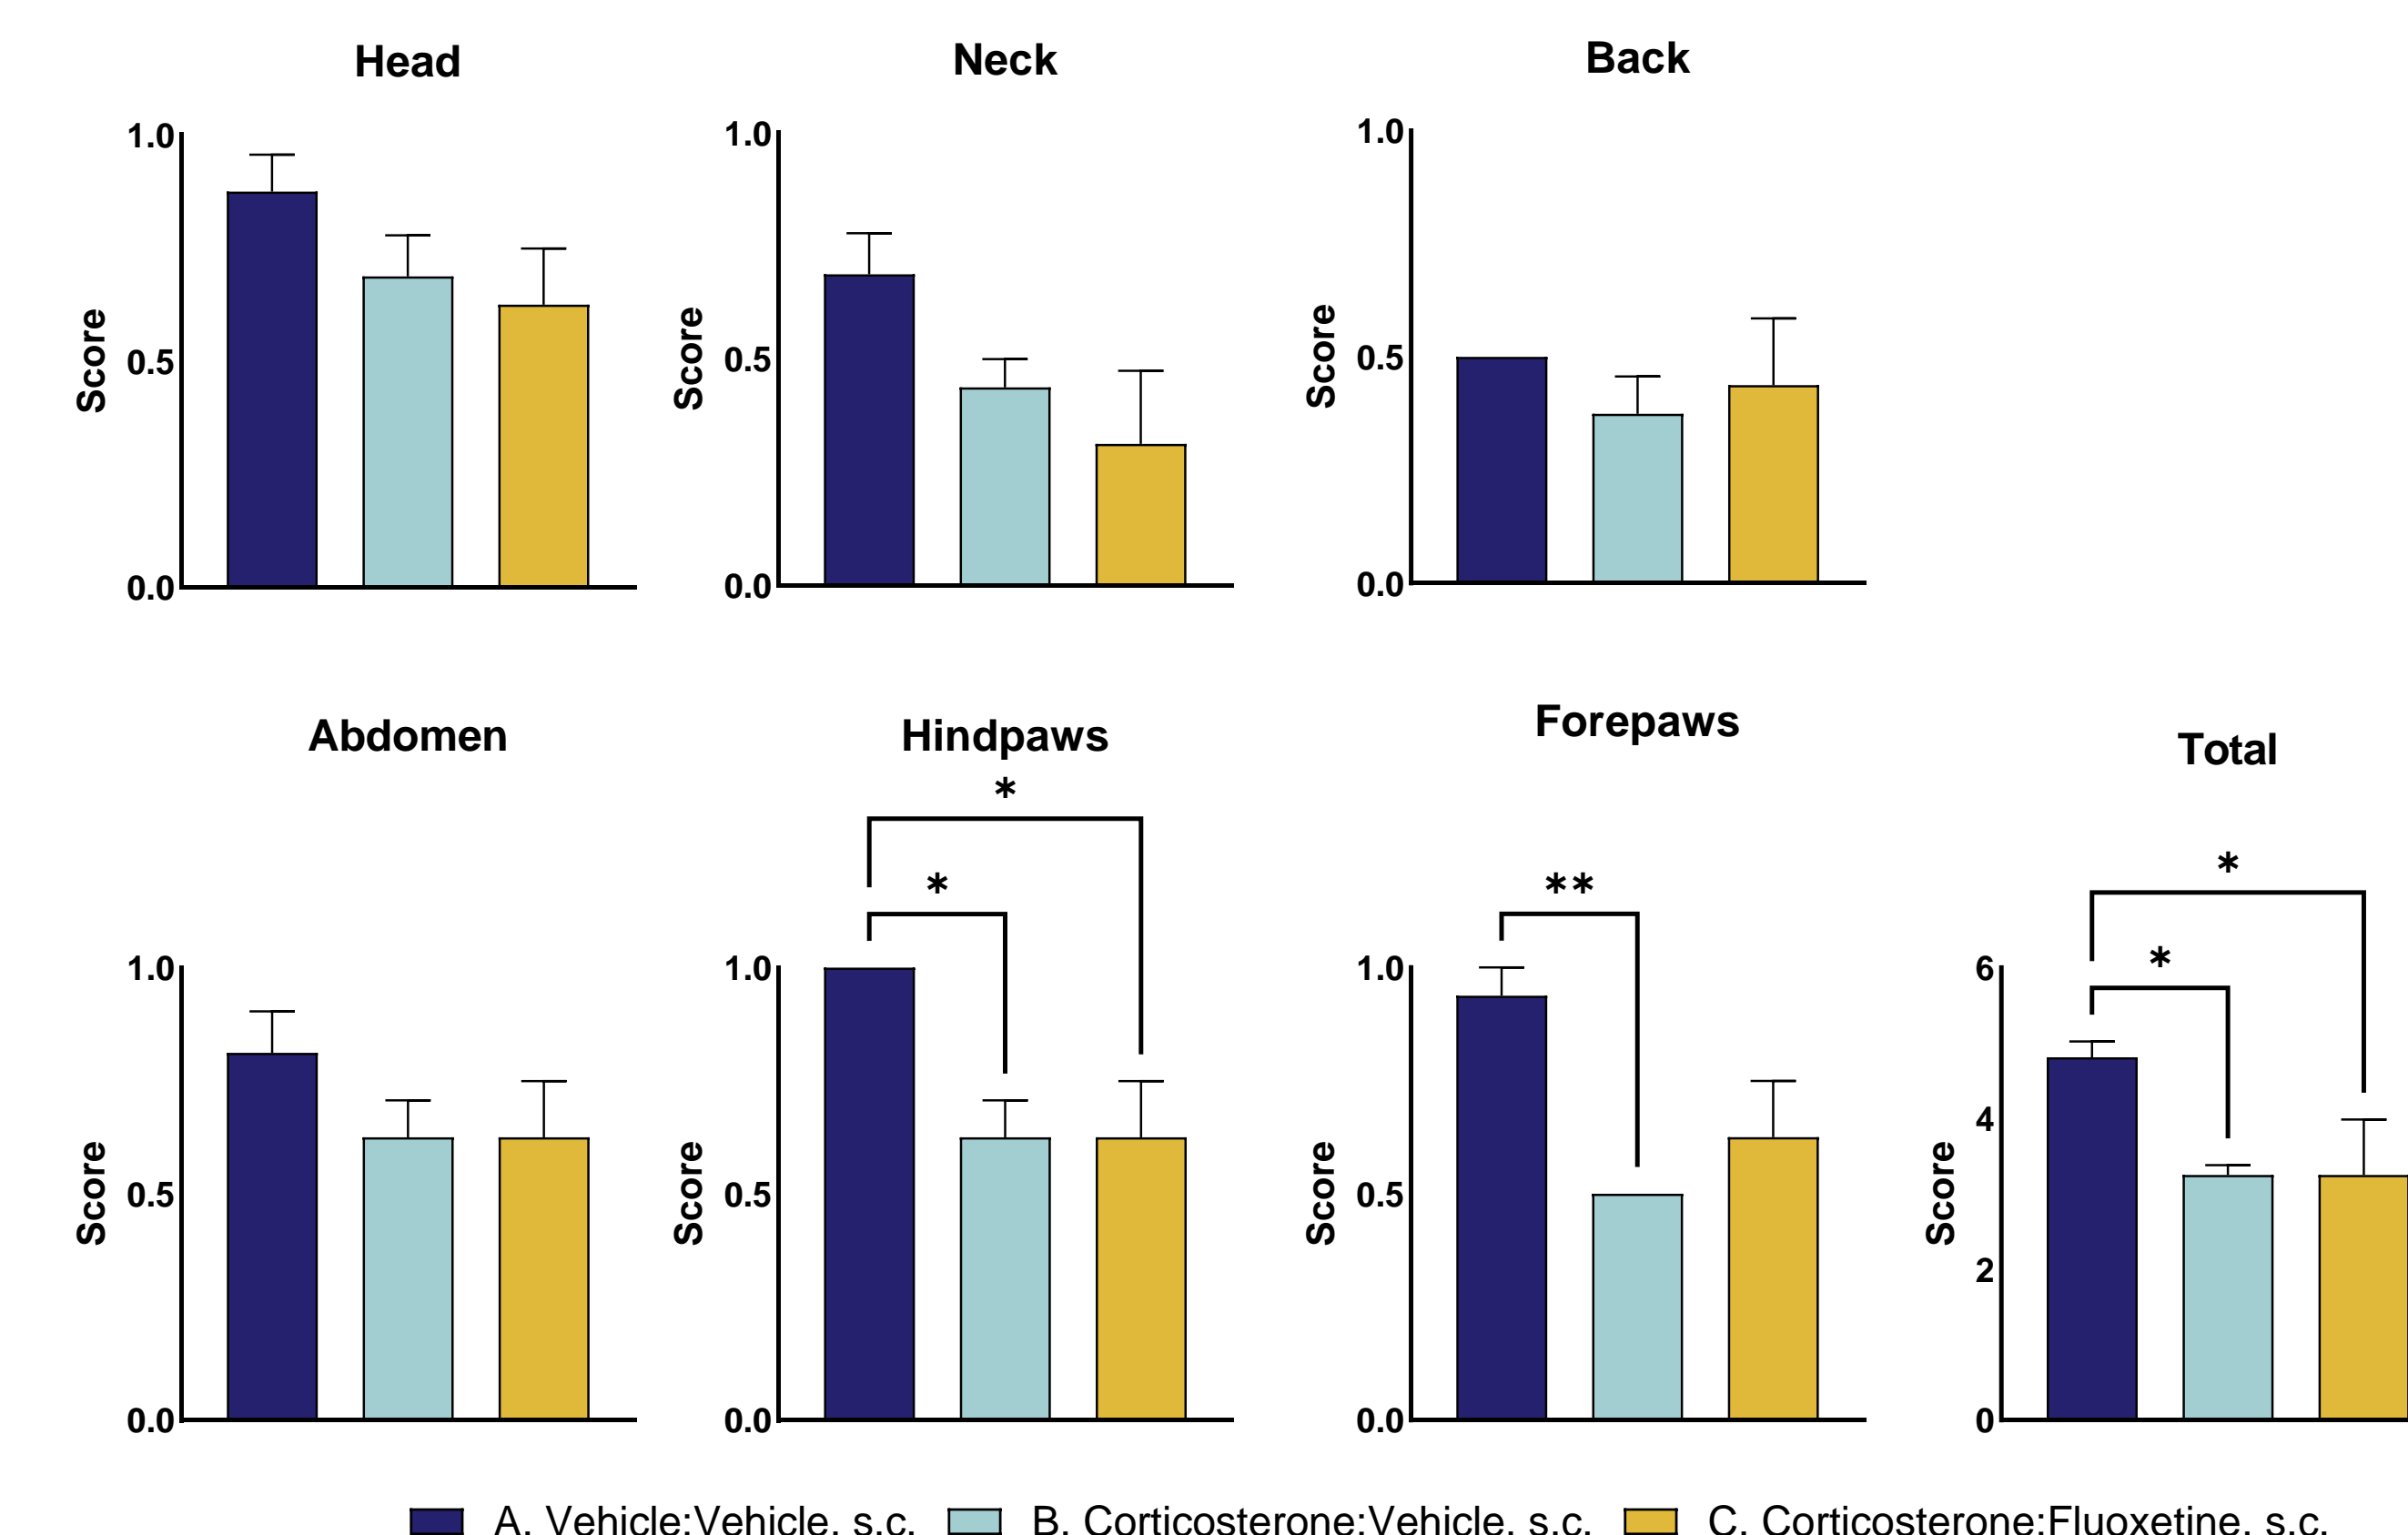 Head
Neck
Back
1.0
0.5
0.0
Score
1.0
0.5
0.0
Score
1.0
0.5
0.0
Score
Abdomen
Hindpaws
Forepaws
Total
1.0
0.5
0.0
Score
*
*
1.0
0.5
0.0
Score
**
1.0
0.5
0.0
Score
*
*
6
4
2
0
Score
A. Vehicle:Vehicle, s.c.
B. Corticosterone:Vehicle, s.c.
C. Corticosterone:Fluoxetine, s.c.